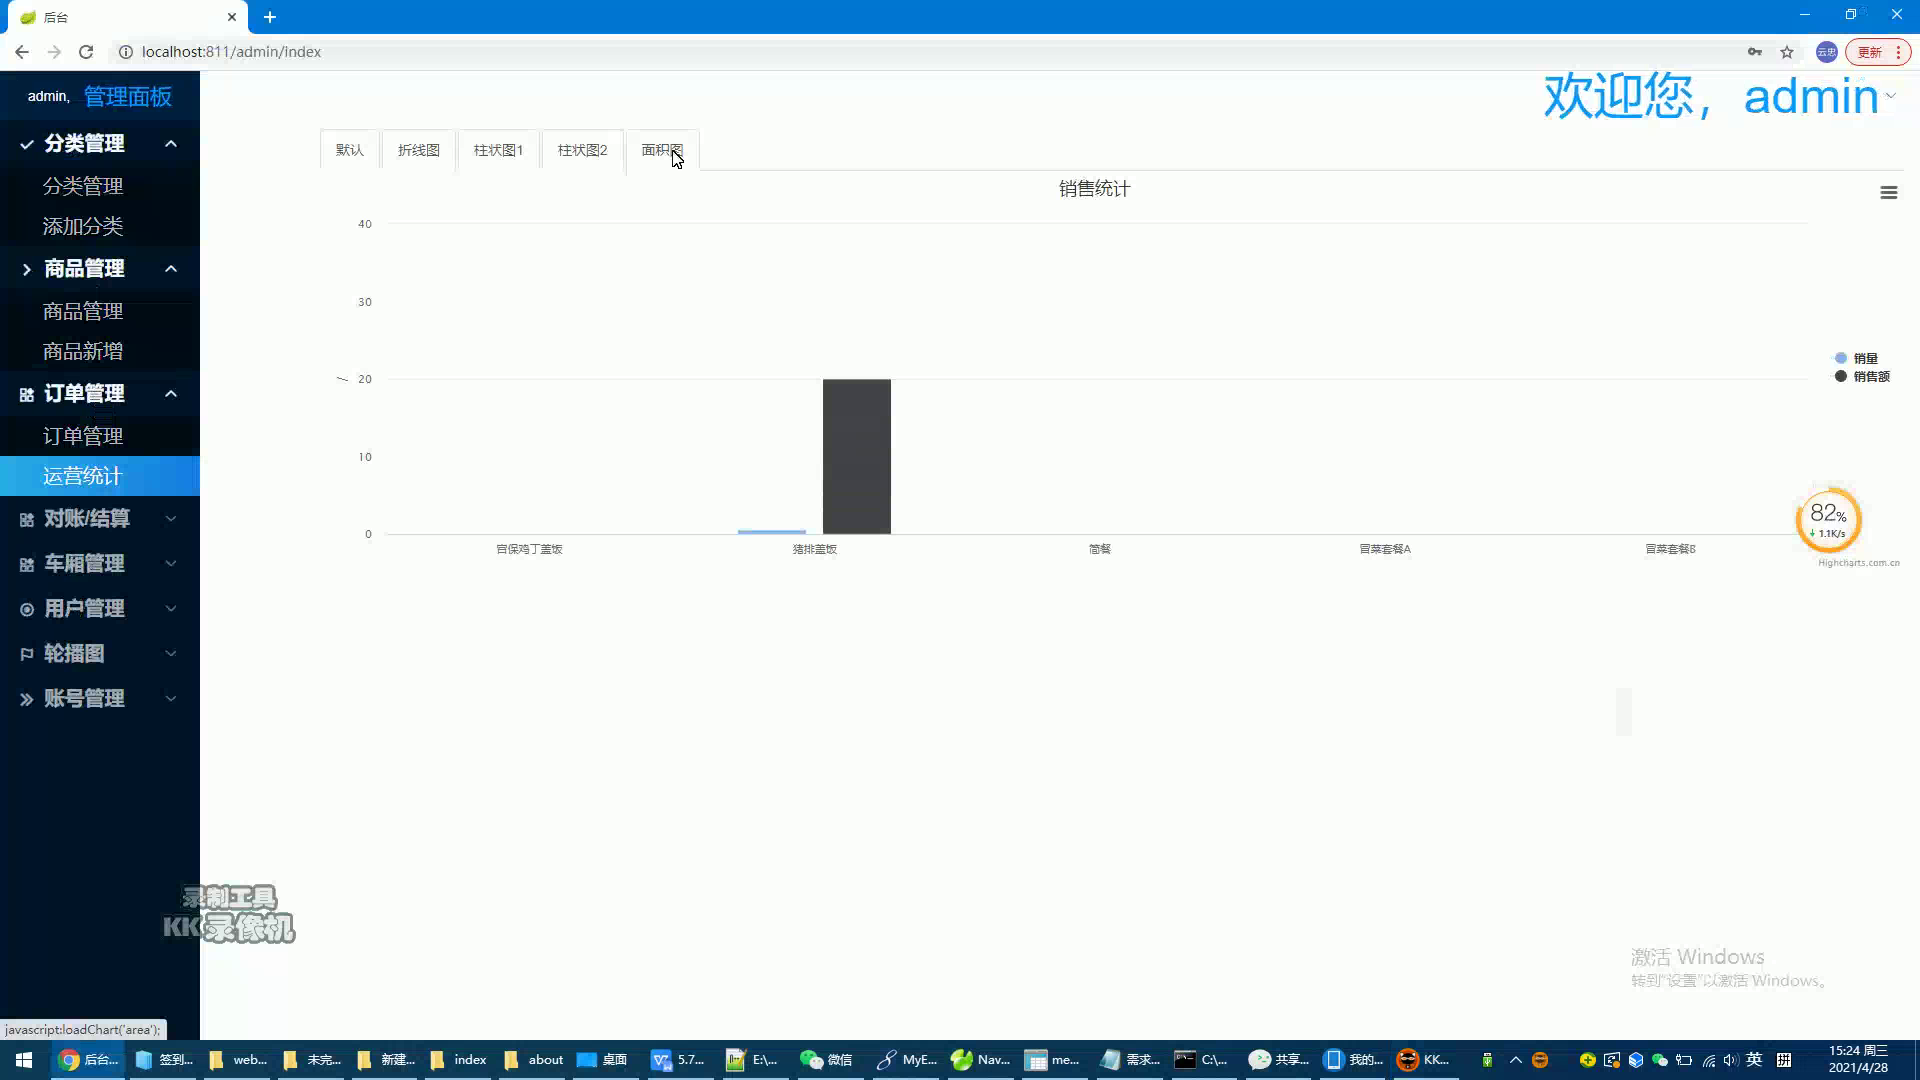 后台
localhost:811/admin/index
云忠
更新
admin, 管理面板
欢迎您，admin
分类管理
分类管理
添加分类
商品管理
商品管理
商品新增
订单管理
订单管理
运营统计
对账/结算
车厢管理
用户管理
轮播图
账号管理
默认
折线图
柱状图1
柱状图2
面积图
销售统计
40
30
/
20
10
0
宫保鸡丁盖饭
猪排盖饭
简餐
冒菜套餐A
冒菜套餐B
销量
销售额
82%
1.1K/s
Highcharts.com.cn
录制工具
KK录像机
激活 Windows
转到"设置"以激活 Windows。
javascript:loadChart('area');
后台...
签到...
web...
未完...
新建...
index
about
桌面
5.7...
E:\...
微信
MyE...
Nav...
me...
需求...
C:\...
共享...
我的...
KK...
英
拼
15:24 周三
2021/4/28